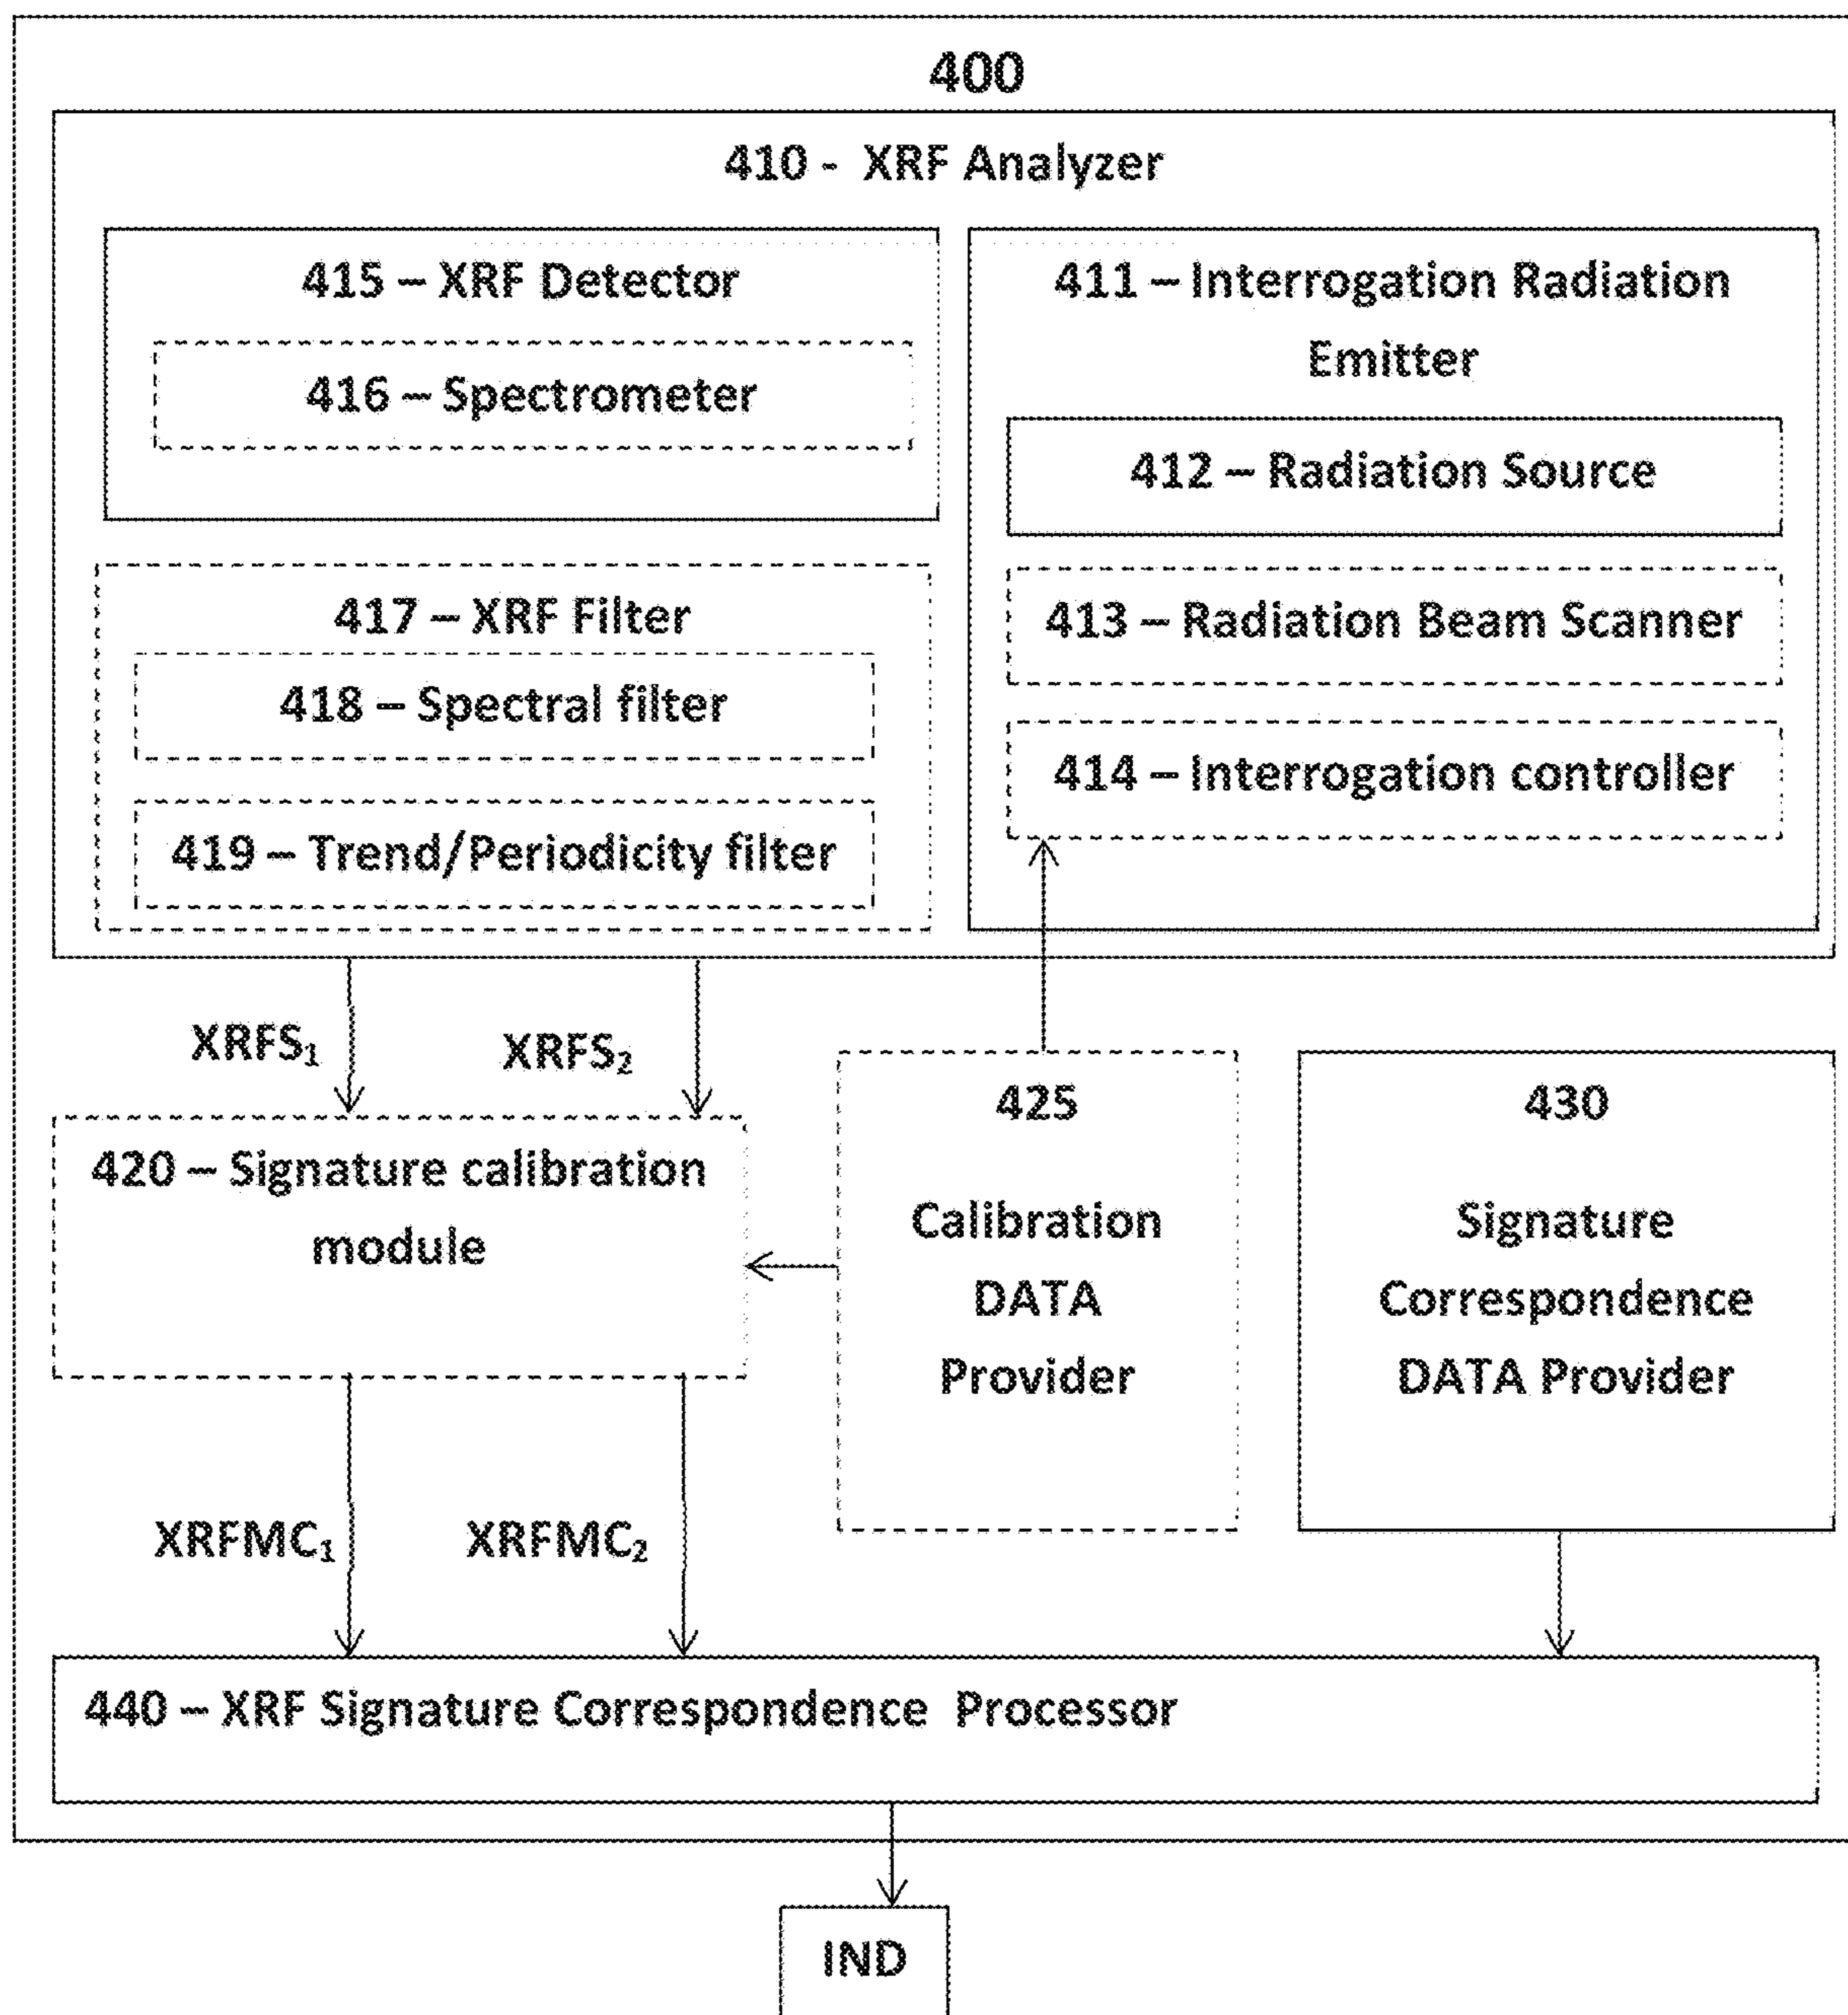 400
410 - XRF Analyzer
415 – XRF Detector
416 – Spectrometer
417 – XRF Filter
418 – Spectral filter
419 – Trend/Periodicity filter
411 – Interrogation Radiation
Emitter
412 – Radiation Source
413 – Radiation Beam Scanner
414 – Interrogation controller
XRFS₁
XRFS₂
420 – Signature calibration
module
425
Calibration
DATA
Provider
430
Signature
Correspondence
DATA Provider
XRFMC₁
XRFMC₂
440 – XRF Signature Correspondence Processor
IND